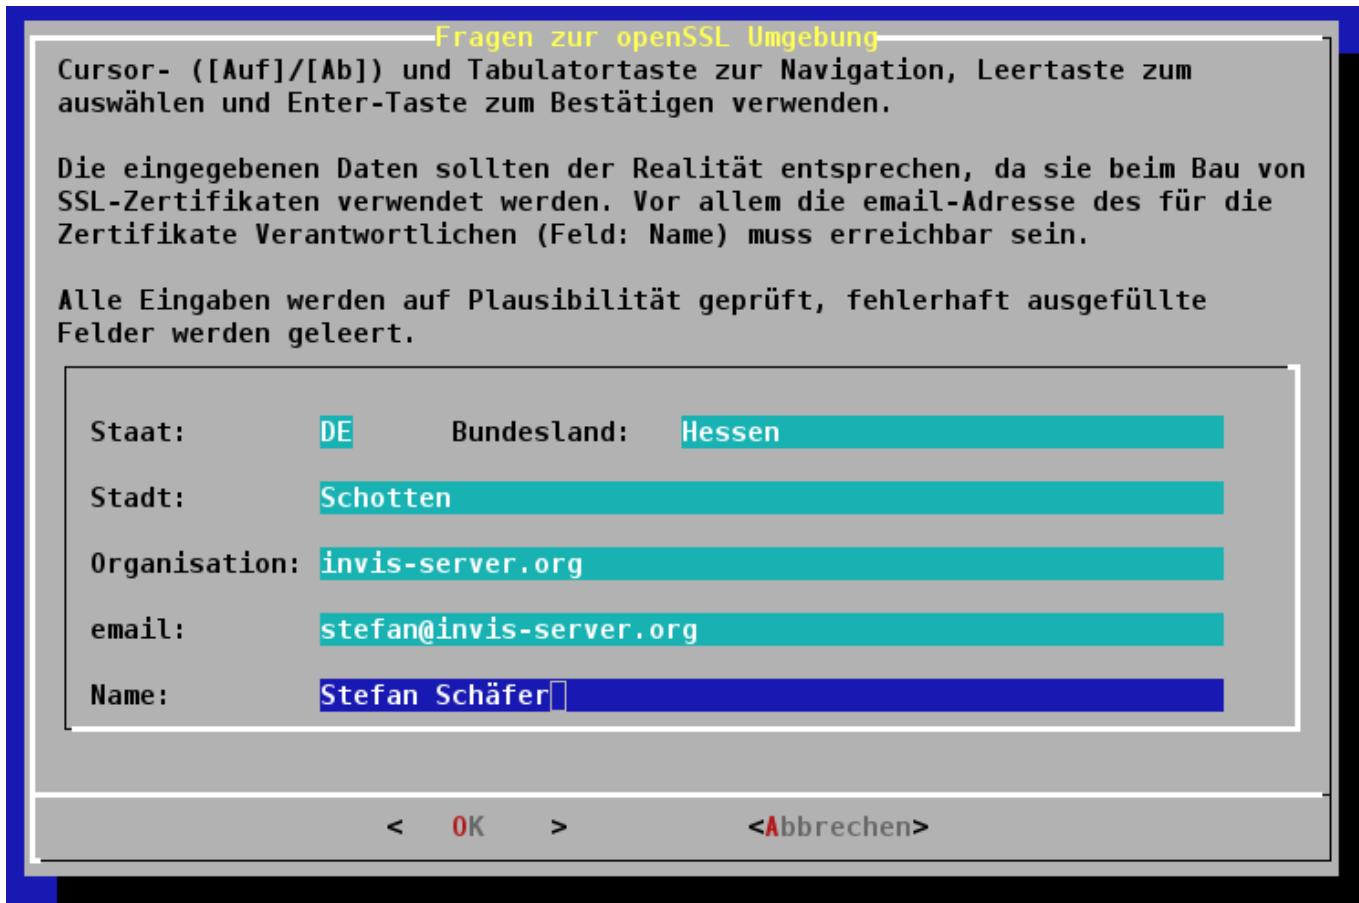 Fragen zur openSSL Umgebung
Cursor- ([Auf]/[Ab]) und Tabulatortaste zur Navigation, Leertaste zum
auswählen und Enter-Taste zum Bestätigen verwenden.
Die eingegebenen Daten sollten der Realität entsprechen, da sie beim Bau von
SSL-Zertifikaten verwendet werden. Vor allem die email-Adresse des für die
Zertifikate Verantwortlichen (Feld: Name) muss erreichbar sein.
Alle Eingaben werden auf Plausibilität geprüft, fehlerhaft ausgefüllte
Felder werden geleert.
Staat: DE Bundesland: Hessen
Stadt: Schotten
Organisation: invis-server.org
email: stefan@invis-server.org
Name: Stefan Schäfer
< OK > <Abbrechen>